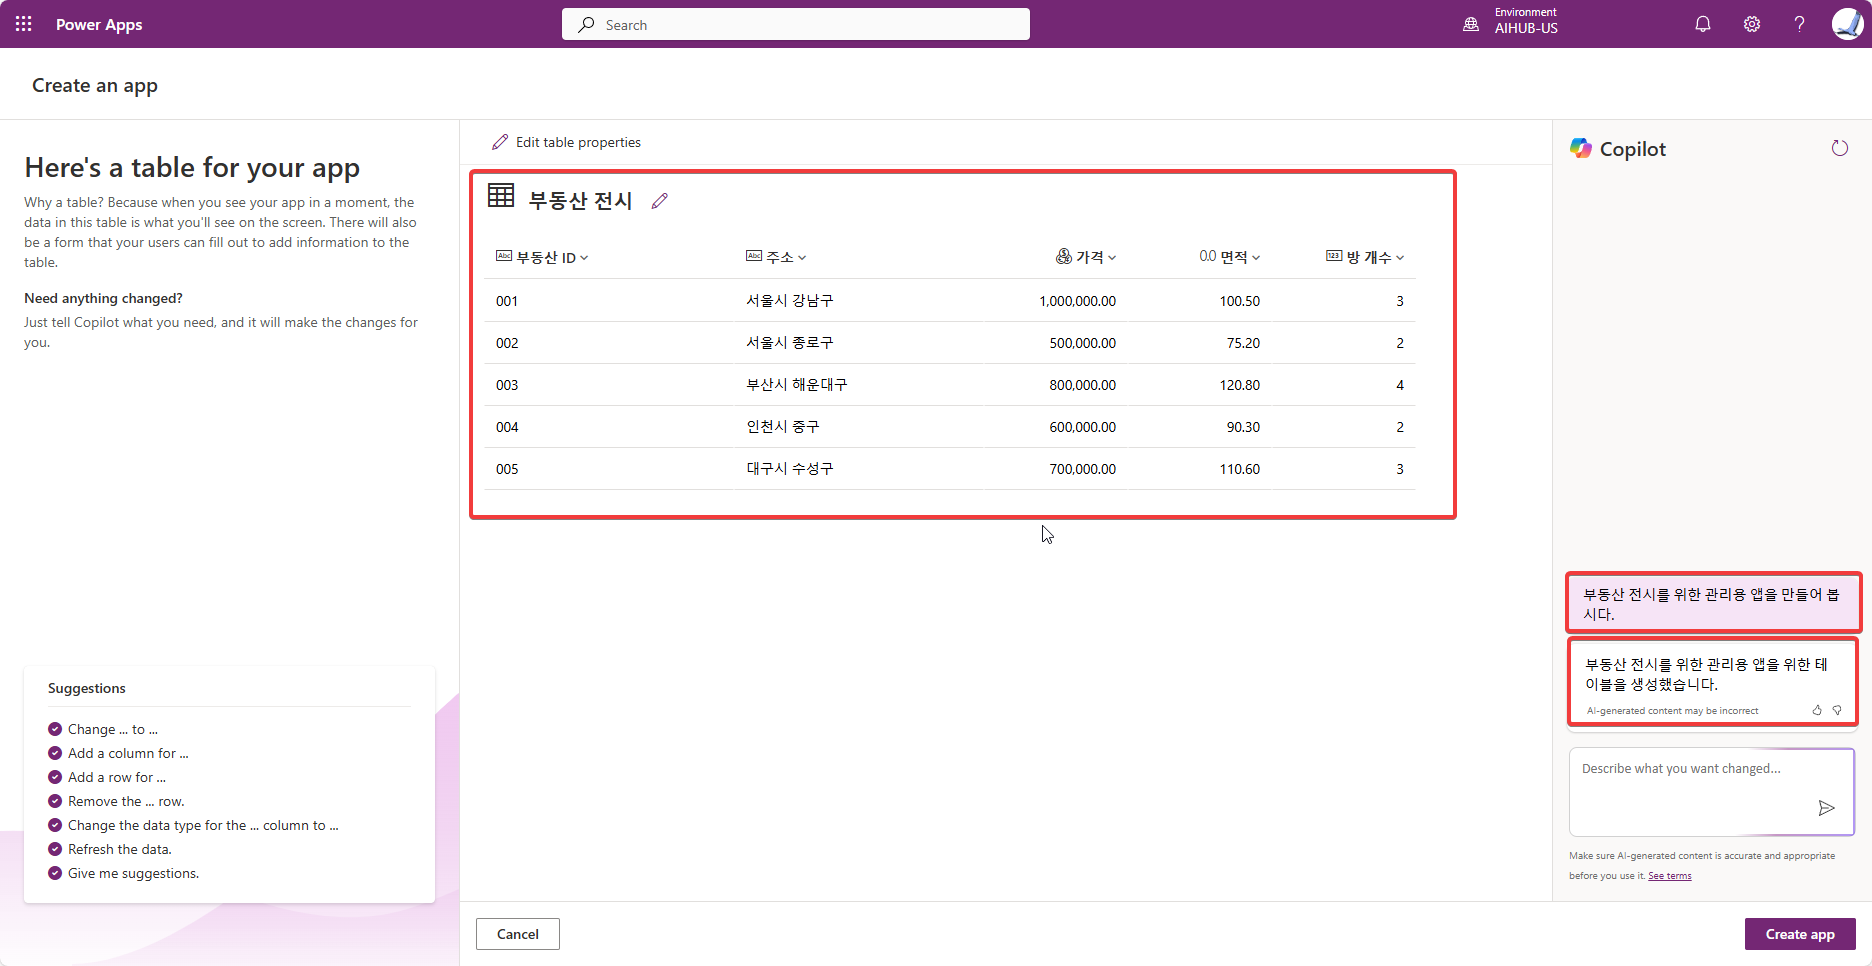 Power Apps
Search
Environment
AIHUB-US
Create an app
Here's a table for your app
Why a table? Because when you see your app in a moment, the
data in this table is what you'll see on the screen. There will also
be a form that your users can fill out to add information to the
table.
Need anything changed?
Just tell Copilot what you need, and it will make the changes for
you.
Suggestions
Change ... to ...
Add a column for ...
Add a row for ...
Remove the ... row.
Change the data type for the ... column to ...
Refresh the data.
Give me suggestions.
Edit table properties
부동산 전시
Abc 부동산 ID Abc 주소 가격 0.0 면적 123 방 개수
001 서울시 강남구 1,000,000.00 100.50 3
002 서울시 종로구 500,000.00 75.20 2
003 부산시 해운대구 800,000.00 120.80 4
004 인천시 중구 600,000.00 90.30 2
005 대구시 수성구 700,000.00 110.60 3
Cancel
Copilot
부동산 전시를 위한 관리용 앱을 만들어 봅
시다.
부동산 전시를 위한 관리용 앱을 위한 테
이블을 생성했습니다.
AI-generated content may be incorrect
Describe what you want changed...
Make sure AI-generated content is accurate and appropriate
before you use it. See terms
Create app